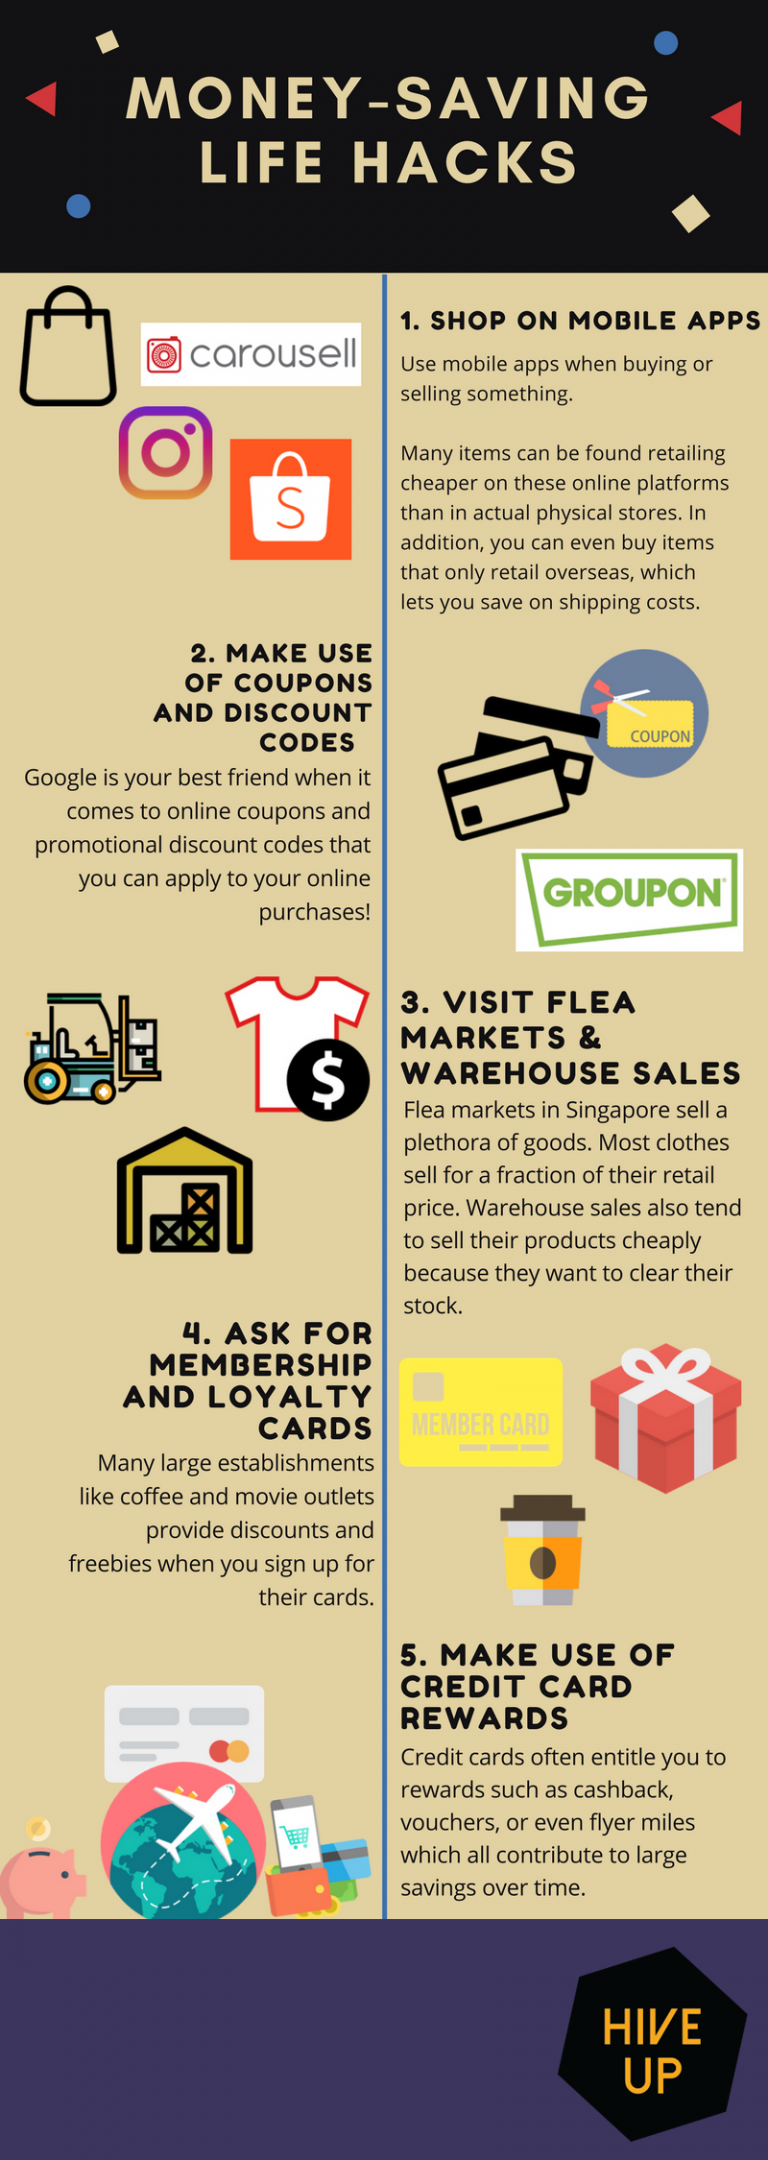 MONEY-SAVING
LIFE HACKS
carousell
S
1. SHOP ON MOBILE APPS
Use mobile apps when buying or
selling something.
Many items can be found retailing
cheaper on these online platforms
than in actual physical stores. In
addition, you can even buy items
that only retail overseas, which
lets you save on shipping costs.
2. MAKE USE
OF COUPONS
AND DISCOUNT
CODES
Google is your best friend when it
comes to online coupons and
promotional discount codes that
you can apply to your online
purchases!
COUPON
GROUPON
$
3. VISIT FLEA
MARKETS &
WAREHOUSE SALES
Flea markets in Singapore sell a
plethora of goods. Most clothes
sell for a fraction of their retail
price. Warehouse sales also tend
to sell their products cheaply
because they want to clear their
stock.
4. ASK FOR
MEMBERSHIP
AND LOYALTY
CARDS
Many large establishments
like coffee and movie outlets
provide discounts and
freebies when you sign up for
their cards.
MEMBER CARD
5. MAKE USE OF
CREDIT CARD
REWARDS
Credit cards often entitle you to
rewards such as cashback,
vouchers, or even flyer miles
which all contribute to large
savings over time.
HIVE
UP